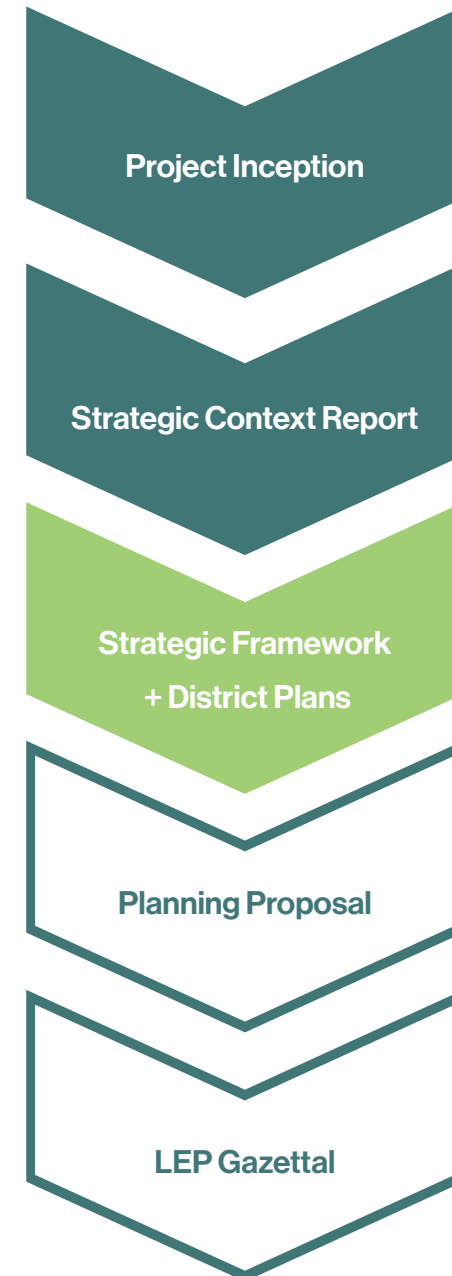 Project Inception
Strategic Context Report
Strategic Framework
+ District Plans
Planning Proposal
LEP Gazettal